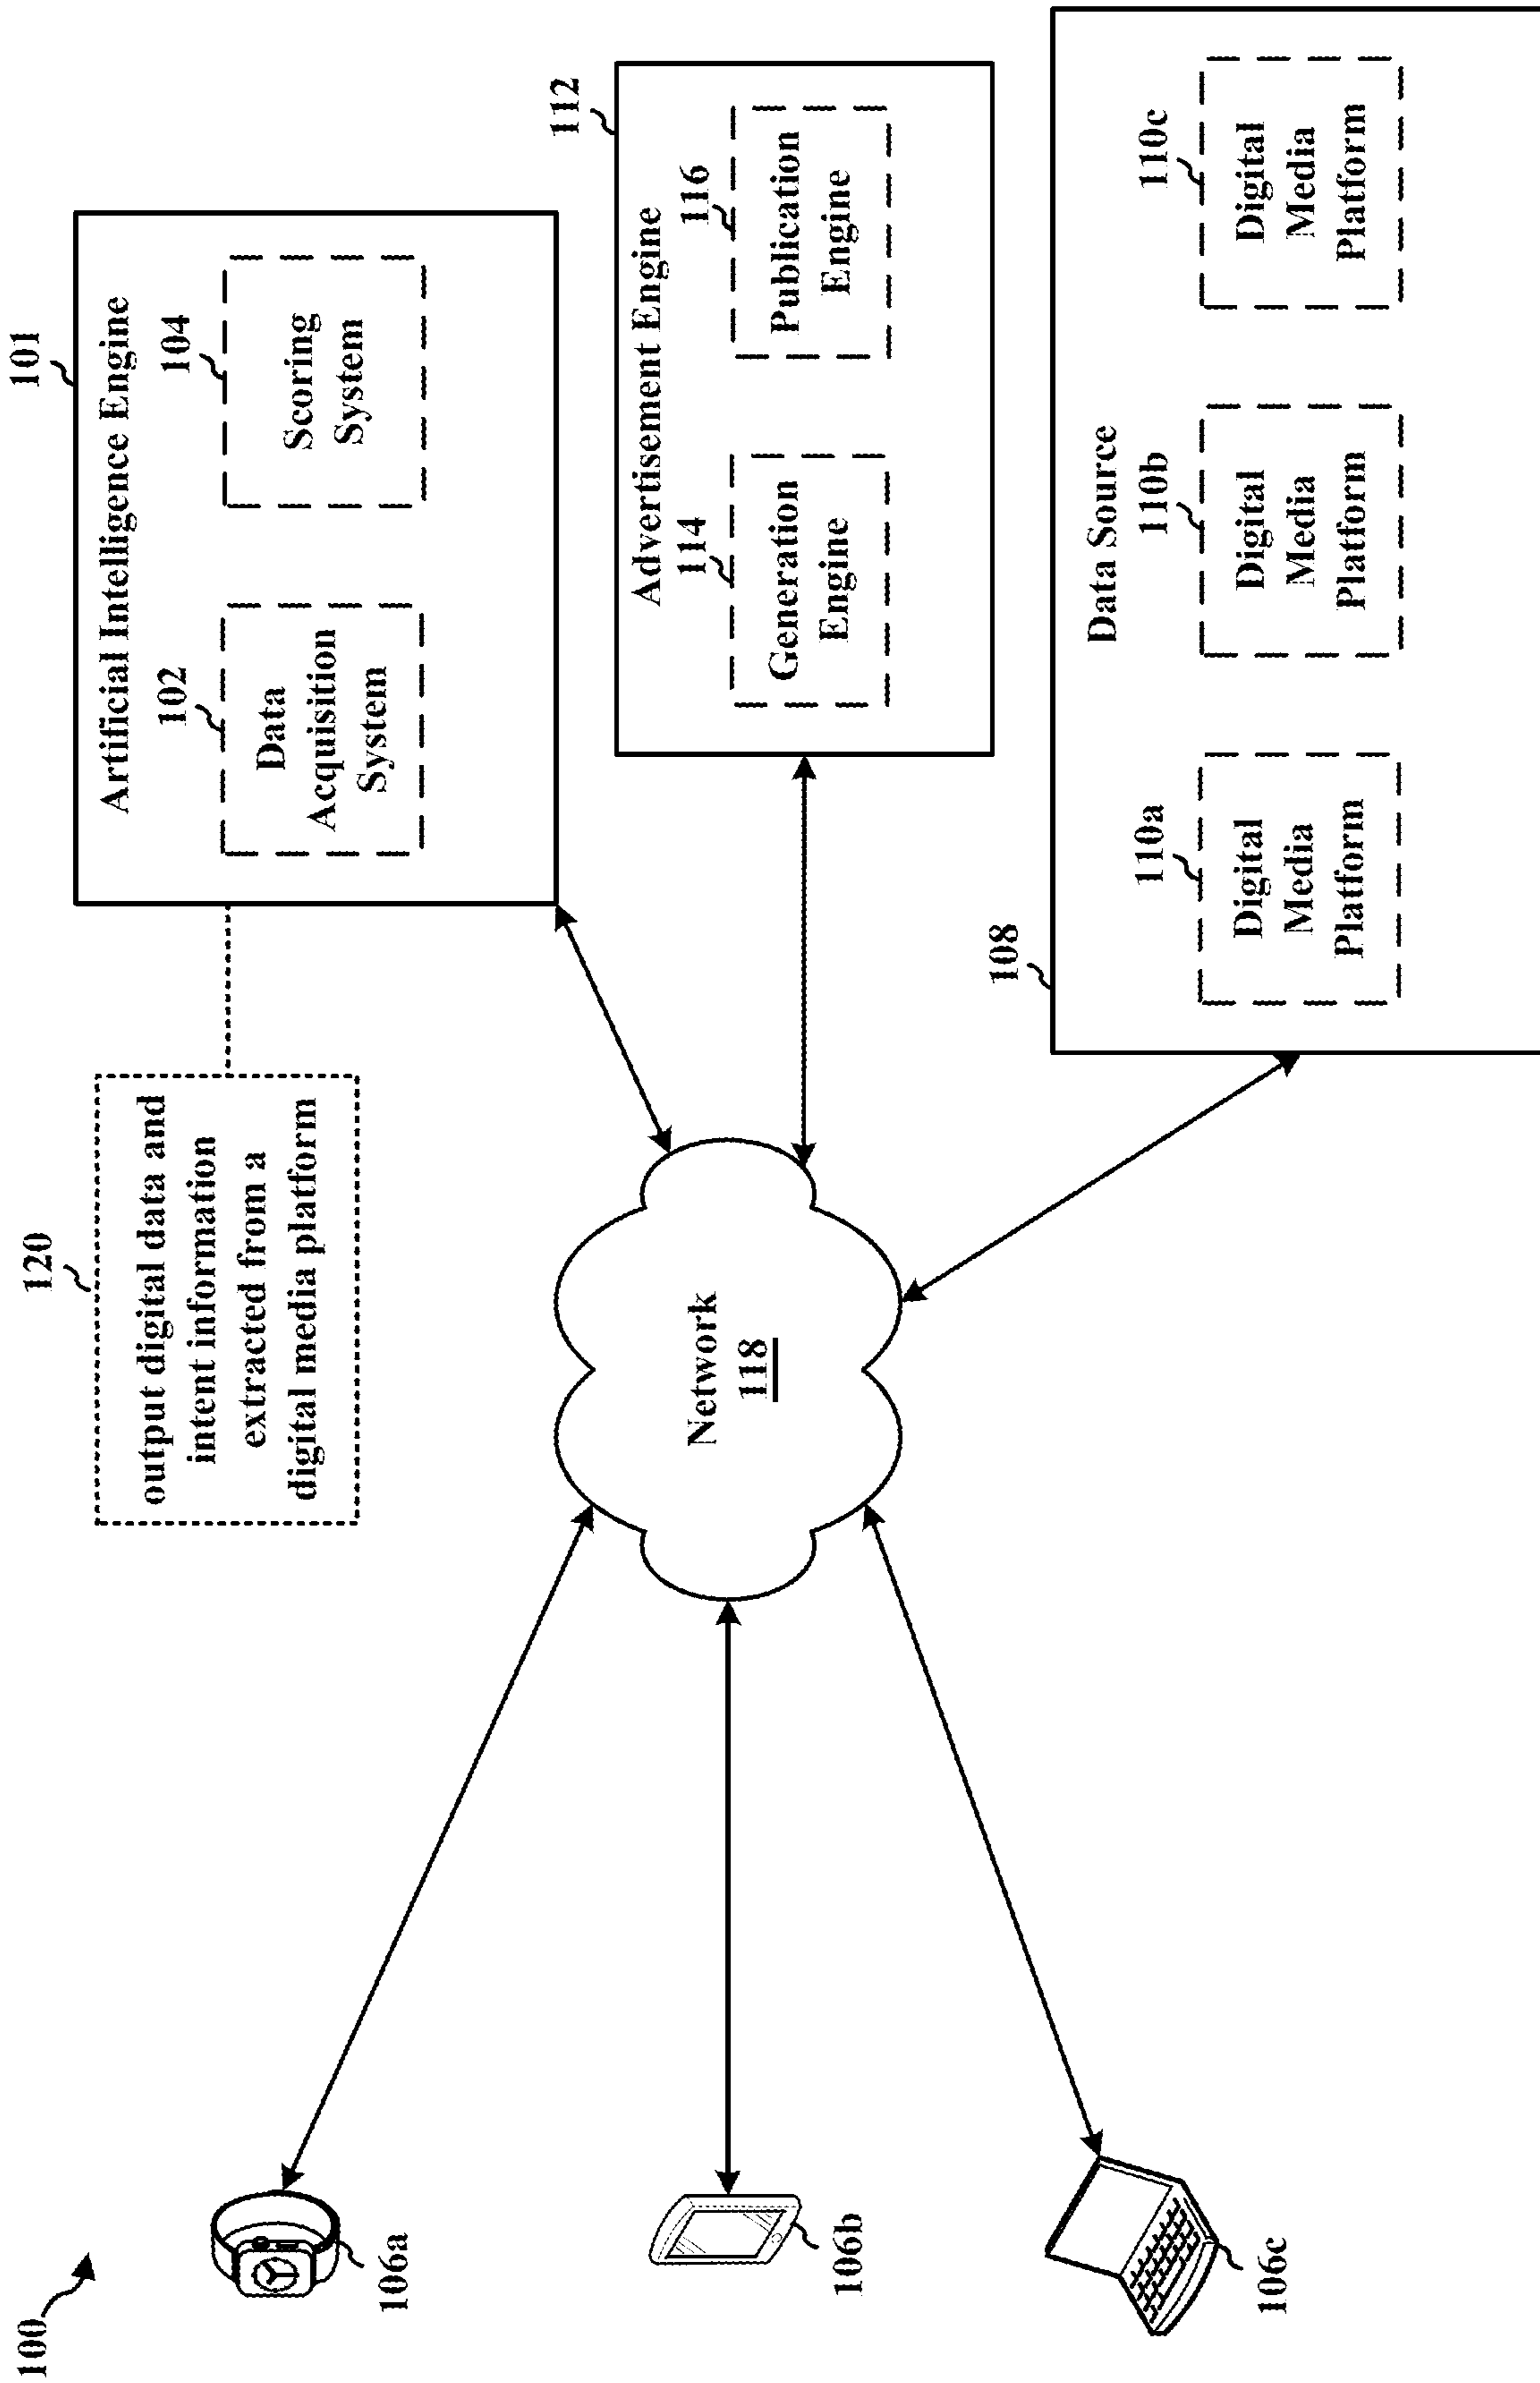 100
120
output digital data and
intent information
extracted from a
digital media platform
101
Artificial Intelligence Engine
102
Data
Acquisition
System
104
Scoring
System
112
Advertisement Engine
114
Generation
Engine
116
Publication
Engine
108
Data Source
110a
Digital
Media
Platform
110b
Digital
Media
Platform
110c
Digital
Media
Platform
Network
118
106a
106b
106c